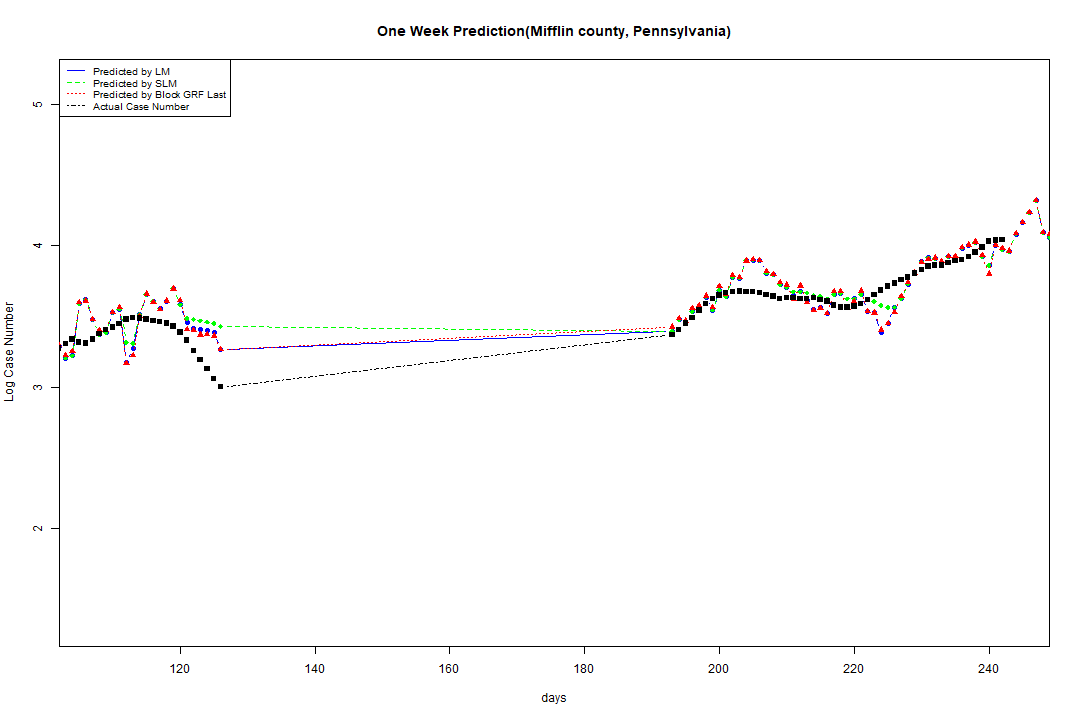 One Week Prediction(Mifflin county, Pennsylvania)
Predicted by LM
Predicted by SLM
Predicted by Block GRF Last
Actual Case Number
5
4
3
2
Log Case Number
120 140 160 180 200 220 240
days